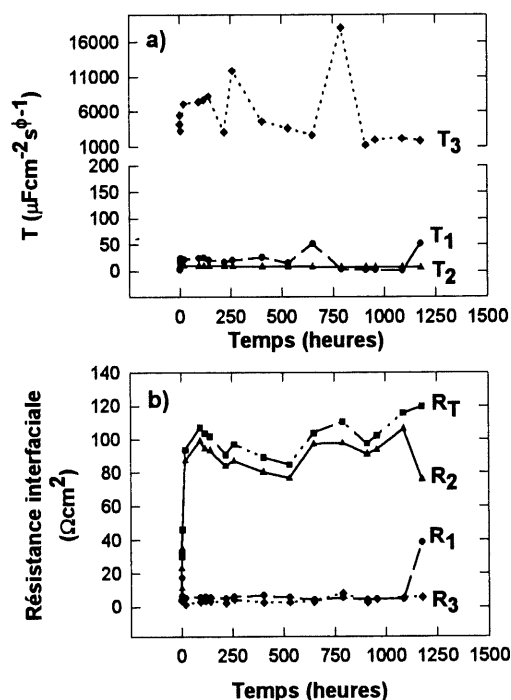 a)
16000
11000
6000
1000
200
150
100
50
0
T (µFcm⁻²s^ϕ⁻¹)
T₃
T₁
T₂
0 250 500 750 1000 1250 1500
Temps (heures)
b)
140
120
100
80
60
40
20
0
Résistance interfaciale
(Ωcm²)
R_T
R₂
R₁
R₃
0 250 500 750 1000 1250 1500
Temps (heures)